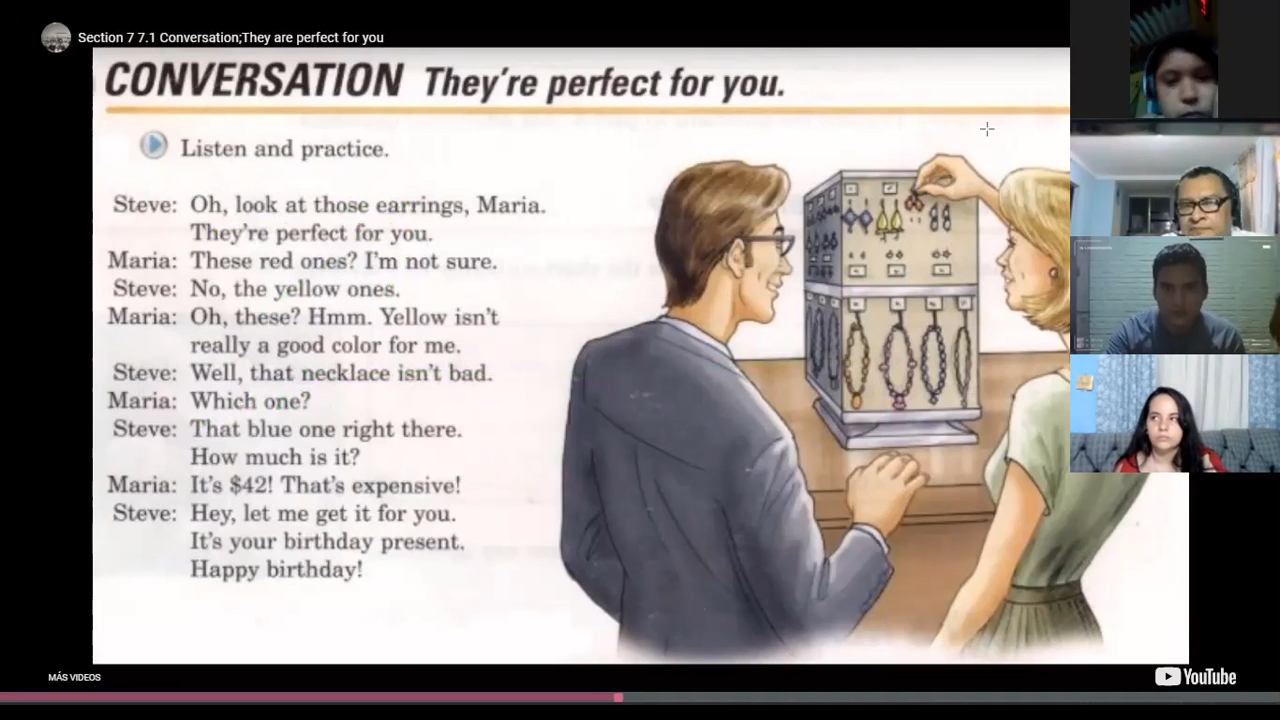 Section 7 7.1 Conversation;They are perfect for you
CONVERSATION They're perfect for you.
Listen and practice.
Steve: Oh, look at those earrings, Maria.
They're perfect for you.
Maria: These red ones? I'm not sure.
Steve: No, the yellow ones.
Maria: Oh, these? Hmm. Yellow isn't
really a good color for me.
Steve: Well, that necklace isn't bad.
Maria: Which one?
Steve: That blue one right there.
How much is it?
Maria: It's $42! That's expensive!
Steve: Hey, let me get it for you.
It's your birthday present.
Happy birthday!
MÁS VIDEOS
YouTube